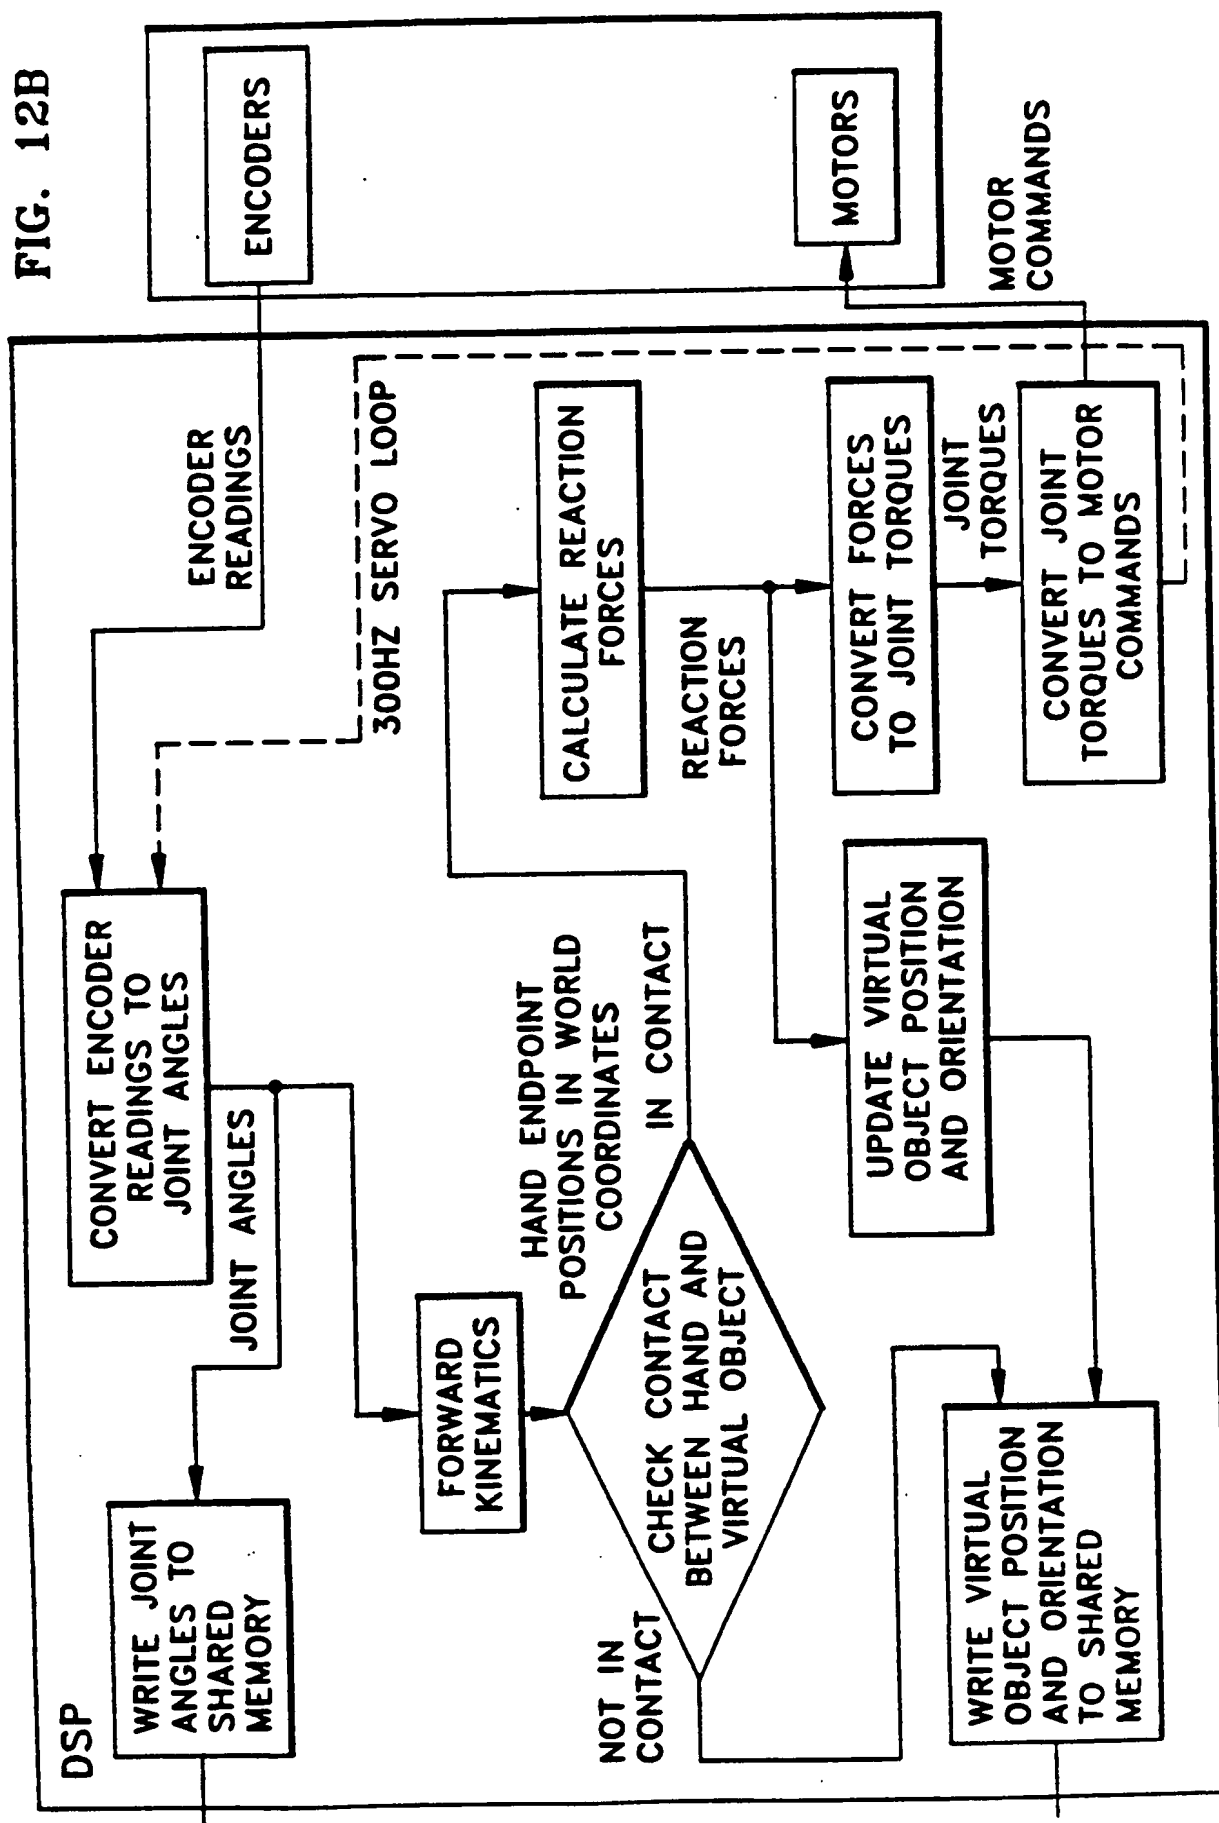 FIG. 12B
DSP
ENCODERS
MOTORS
ENCODER
READINGS
300HZ SERVO LOOP
CONVERT ENCODER
READINGS TO
JOINT ANGLES
JOINT ANGLES
WRITE JOINT
ANGLES TO
SHARED
MEMORY
FORWARD
KINEMATICS
HAND ENDPOINT
POSITIONS IN WORLD
COORDINATES
CHECK CONTACT
BETWEEN HAND AND
VIRTUAL OBJECT
IN CONTACT
NOT IN
CONTACT
CALCULATE REACTION
FORCES
REACTION
FORCES
CONVERT FORCES
TO JOINT TORQUES
JOINT
TORQUES
CONVERT JOINT
TORQUES TO MOTOR
COMMANDS
MOTOR
COMMANDS
UPDATE VIRTUAL
OBJECT POSITION
AND ORIENTATION
WRITE VIRTUAL
OBJECT POSITION
AND ORIENTATION
TO SHARED
MEMORY